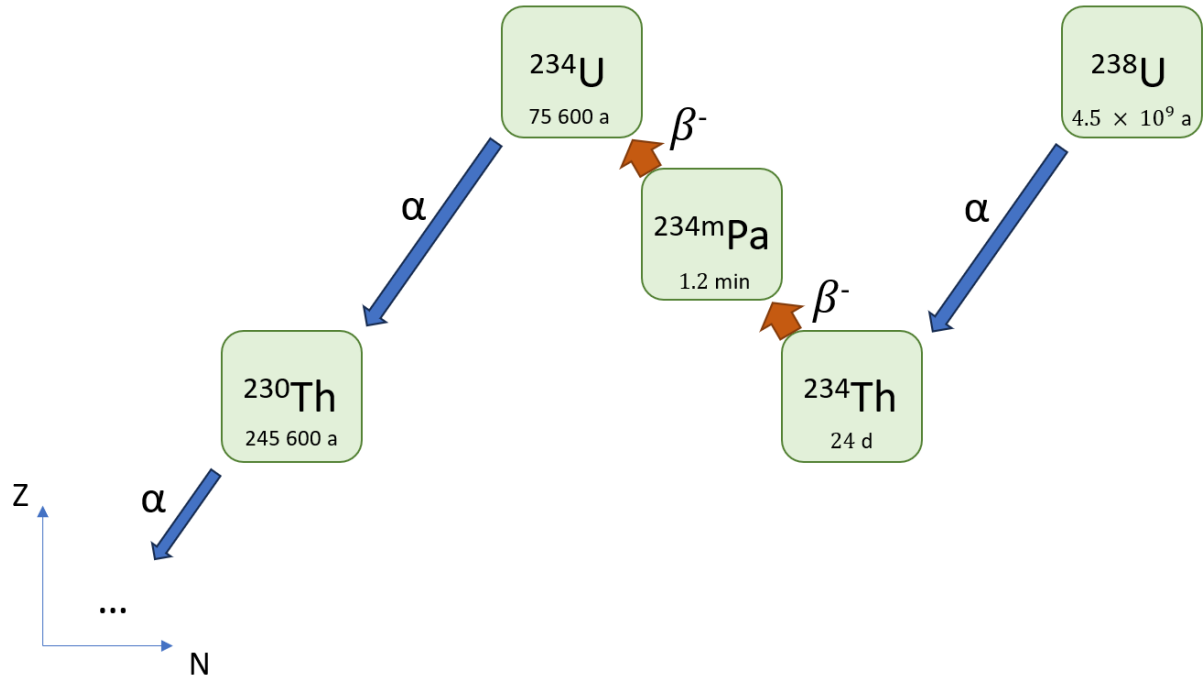 ²³⁴U
75 600 a
²³⁸U
4.5 × 10⁹ a
β⁻
α
α
²³⁴ᵐPa
1.2 min
β⁻
²³⁰Th
245 600 a
²³⁴Th
24 d
Z
α
...
N